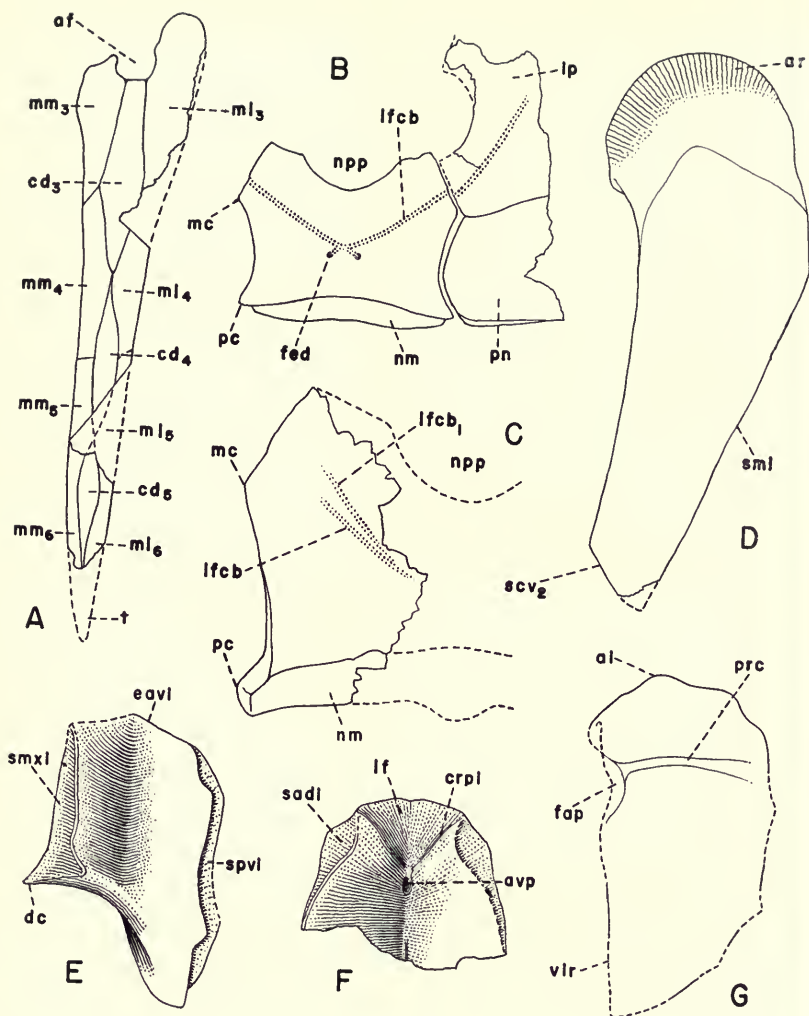 af
mm3
ml3
cd3
mm4
ml4
cd4
mm5
ml5
cd5
mm6
ml6
t
A
B
lp
lfcb
npp
mc
pc
fed
nm
pn
ar
sml
scv2
D
C
lfcb1
npp
mc
lfcb
pc
nm
eavl
smxl
spvl
dc
E
lf
crpl
sadl
avp
F
al
prc
fap
vlr
G